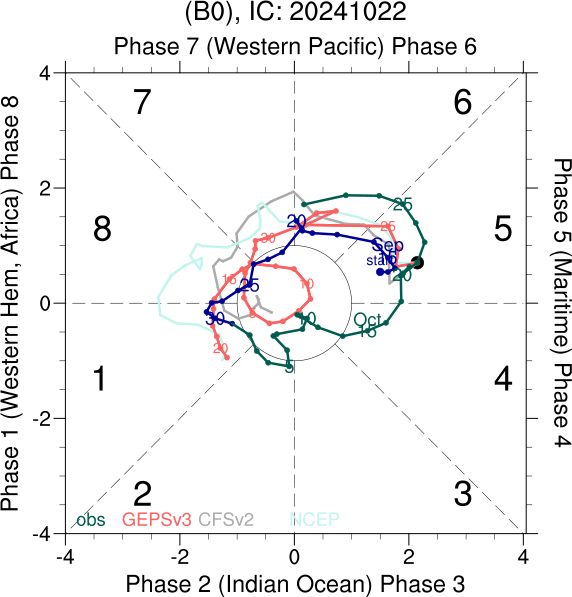 (B0), IC: 20241022
Phase 7 (Western Pacific) Phase 6
Phase 1 (Western Hem, Africa) Phase 8
Phase 5 (Maritime) Phase 4
4
2
0
-2
-4
7
6
8
5
1
4
2
3
25
20
25
Sep
start
30
15
25
10
20
Oct
15
10
30
20
5
obs GEPSv3 CFSv2 NCEP
-4 -2 0 2 4
Phase 2 (Indian Ocean) Phase 3